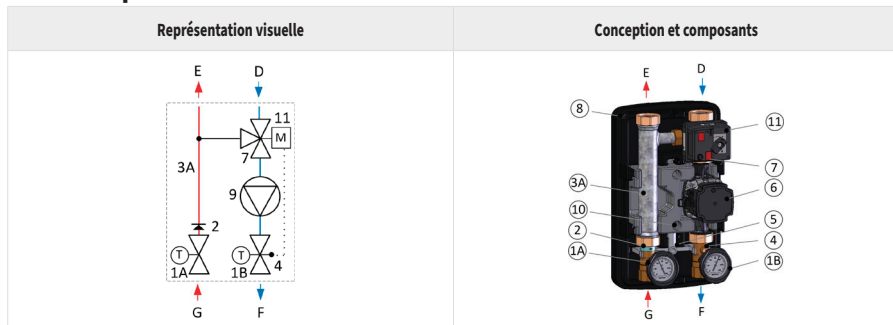 Représentation visuelle
Conception et composants
E D
11
M
7
3A
9
2
T T
1A 1B 4
G F
E D
8
11
7
3A
6
10
5
2
4
1A
1B
G F